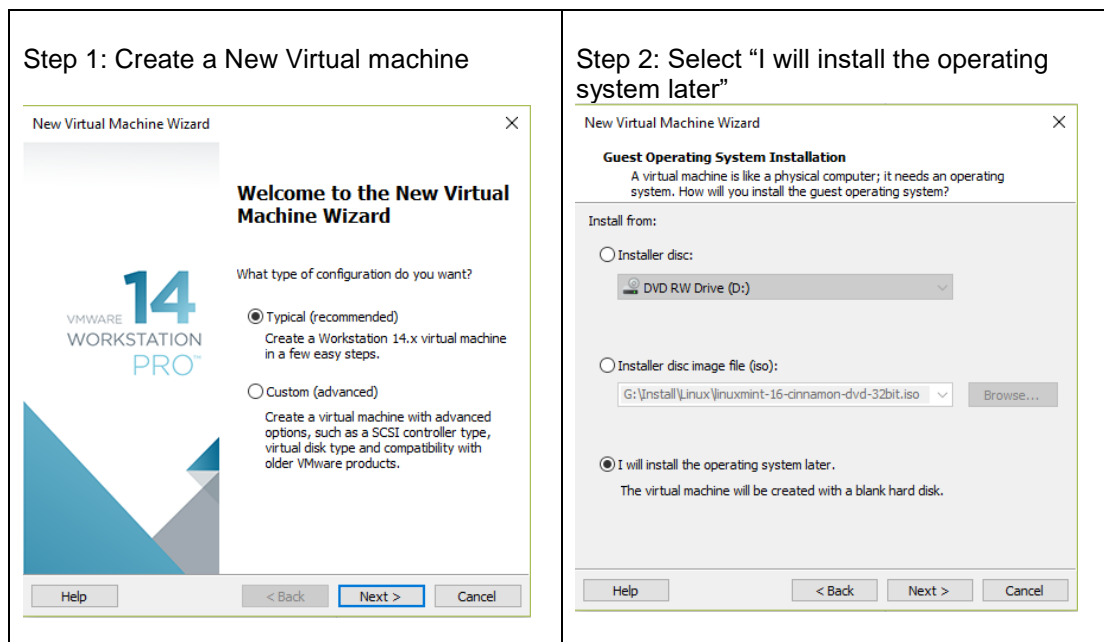 Step 1: Create a New Virtual machine
New Virtual Machine Wizard
Welcome to the New Virtual
Machine Wizard
What type of configuration do you want?
14
VMWARE
WORKSTATION
PRO™
Typical (recommended)
Create a Workstation 14.x virtual machine
in a few easy steps.
Custom (advanced)
Create a virtual machine with advanced
options, such as a SCSI controller type,
virtual disk type and compatibility with
older VMware products.
Help
< Back
Next >
Cancel
Step 2: Select “I will install the operating
system later”
New Virtual Machine Wizard
Guest Operating System Installation
A virtual machine is like a physical computer; it needs an operating
system. How will you install the guest operating system?
Install from:
Installer disc:
DVD RW Drive (D:)
Installer disc image file (iso):
G:\Install\Linux\linuxmint-16-cinnamon-dvd-32bit.iso
Browse...
I will install the operating system later.
The virtual machine will be created with a blank hard disk.
Help
< Back
Next >
Cancel